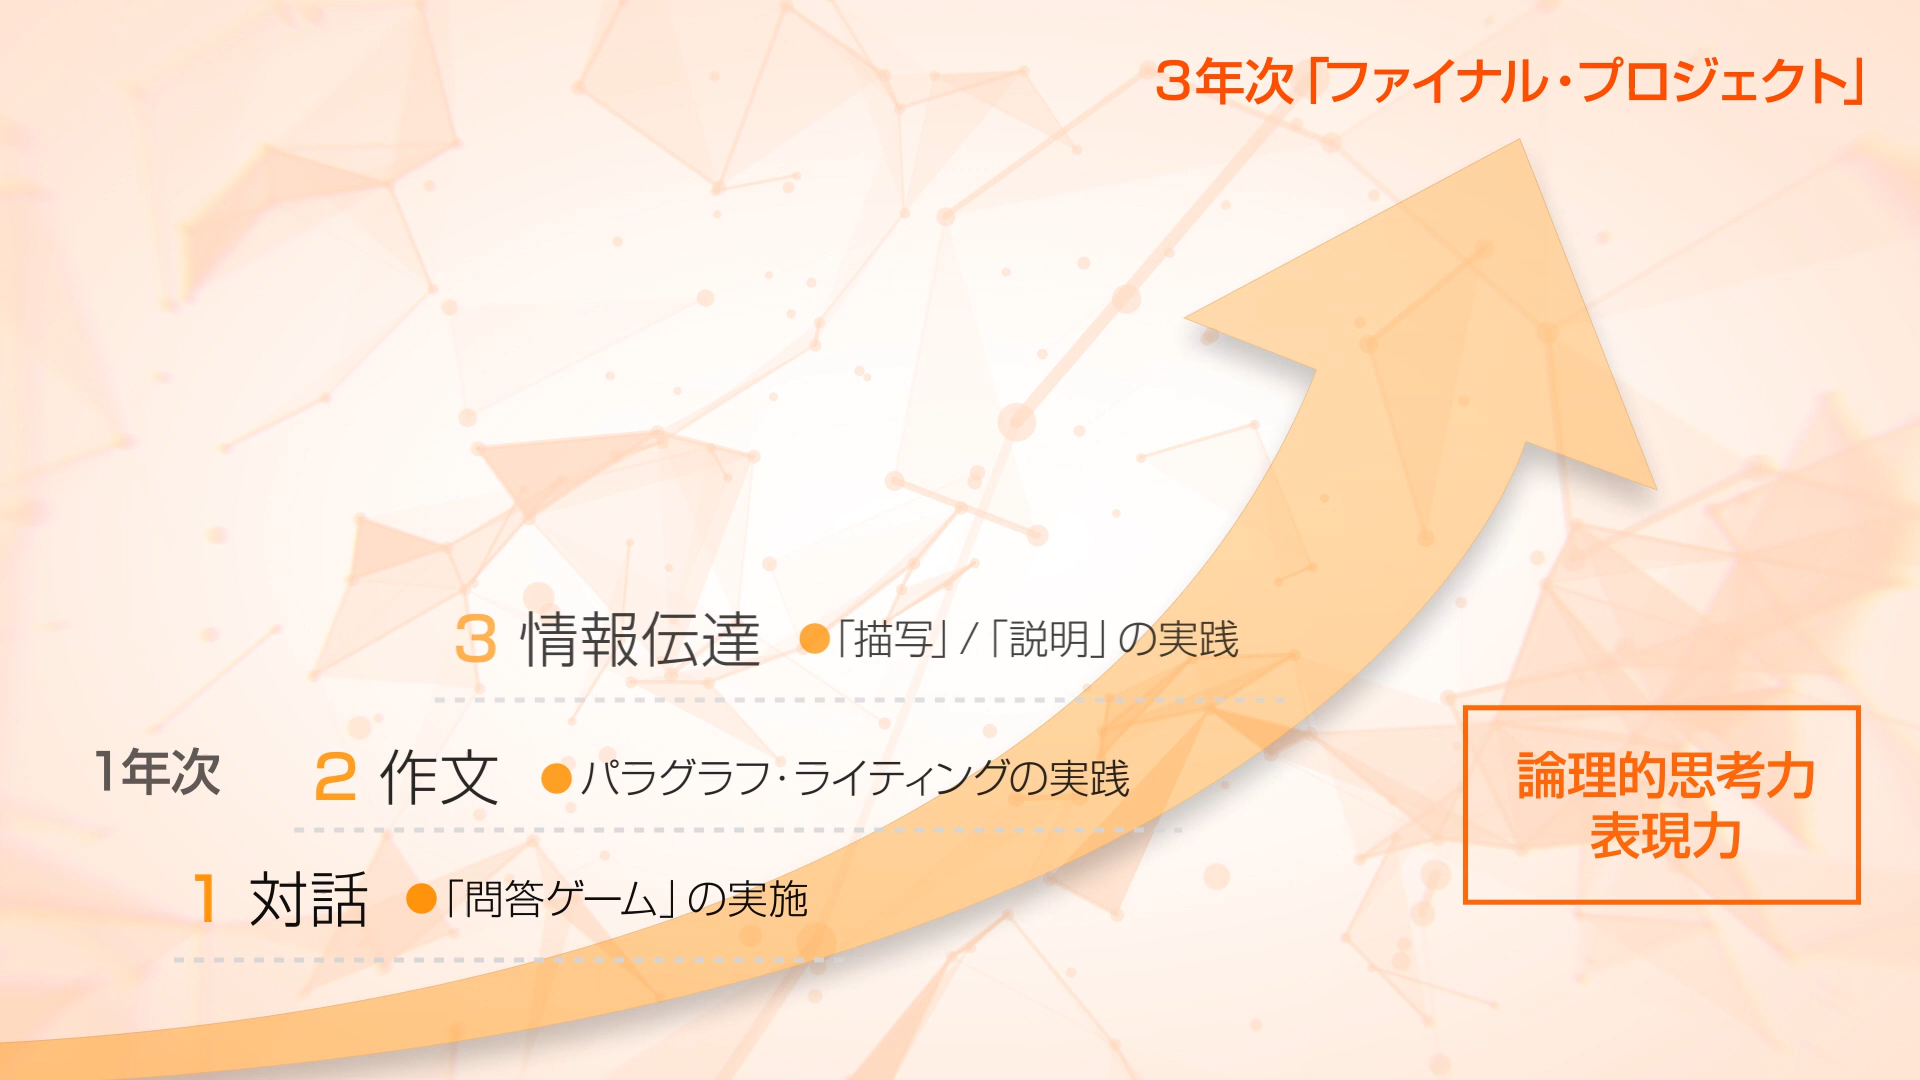 3年次「ファイナル・プロジェクト」
3 情報伝達 ●「描写」/「説明」の実践
1年次
2 作文 ●パラグラフ・ライティングの実践
論理的思考力
表現力
1 対話 ●「問答ゲーム」の実施